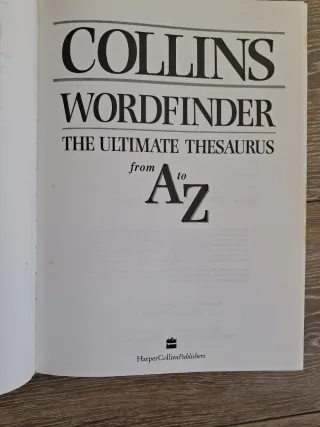 COLLINS
WORDFINDER
THE ULTIMATE THESAURUS
from A to Z
HarperCollinsPublishers